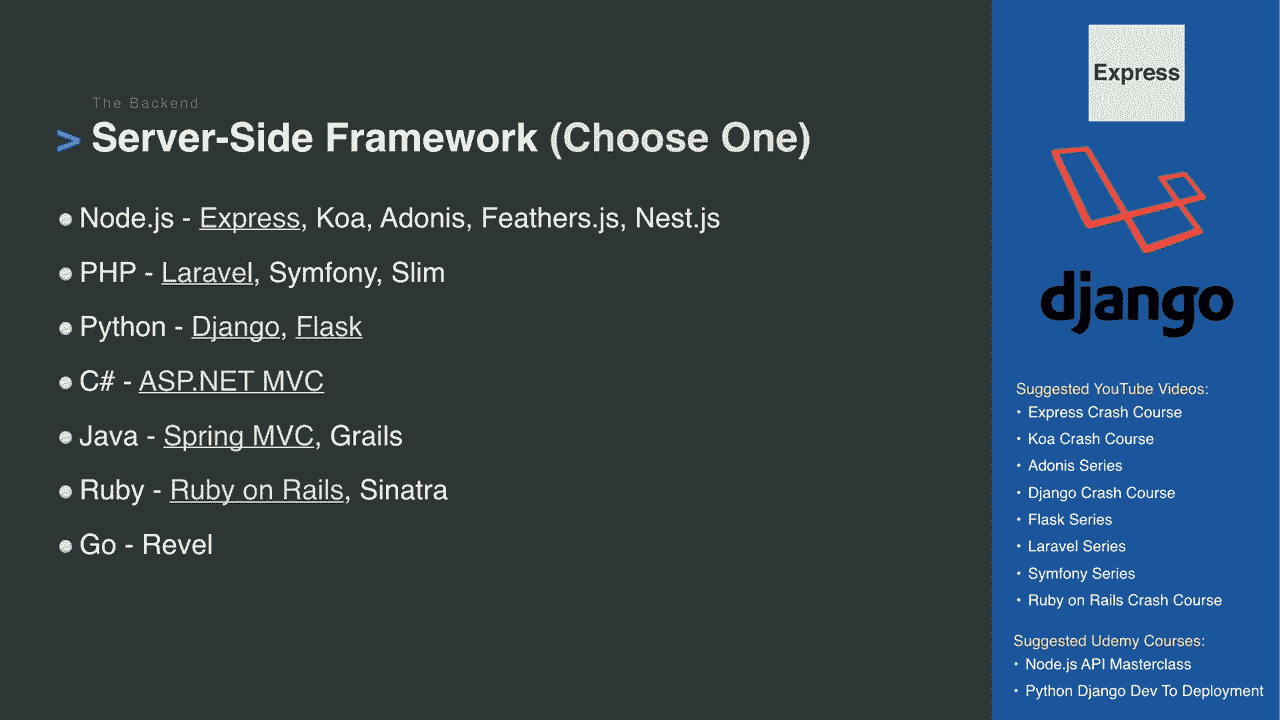 The Backend
> Server-Side Framework (Choose One)
● Node.js - Express, Koa, Adonis, Feathers.js, Nest.js
● PHP - Laravel, Symfony, Slim
● Python - Django, Flask
● C# - ASP.NET MVC
● Java - Spring MVC, Grails
● Ruby - Ruby on Rails, Sinatra
● Go - Revel
Express
django
Suggested YouTube Videos:
• Express Crash Course
• Koa Crash Course
• Adonis Series
• Django Crash Course
• Flask Series
• Laravel Series
• Symfony Series
• Ruby on Rails Crash Course
Suggested Udemy Courses:
• Node.js API Masterclass
• Python Django Dev To Deployment